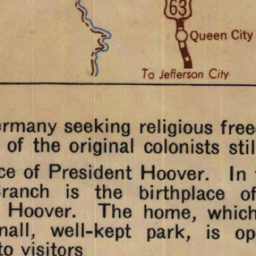 63
Queen City
To Jefferson City
ermany seeking religious free
of the original colonists still
ce of President Hoover. In
Branch is the birthplace of
Hoover. The home, which
mall, well-kept park, is op
to visitors